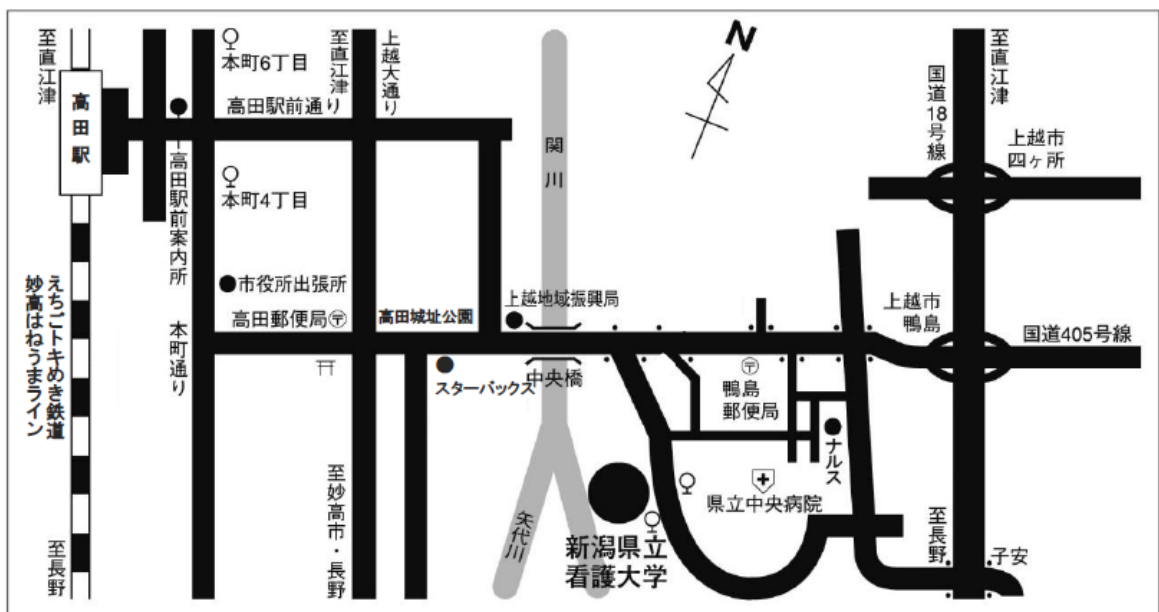 至直江津
高田駅
えちごトキめき鉄道
妙高はねうまライン
至長野
本町6丁目
高田駅前通り
高田駅前案内所
本町4丁目
市役所出張所
高田郵便局〒
本町通り
至直江津
上越大通り
高田城址公園
スターバックス
至妙高市・長野
関川
上越地域振興局
中央橋
矢代川
N
新潟県立
看護大学
〒
鴨島
郵便局
ナルス
県立中央病院
国道18号線
至直江津
上越市
四ヶ所
上越市
鴨島
国道405号線
至長野
子安